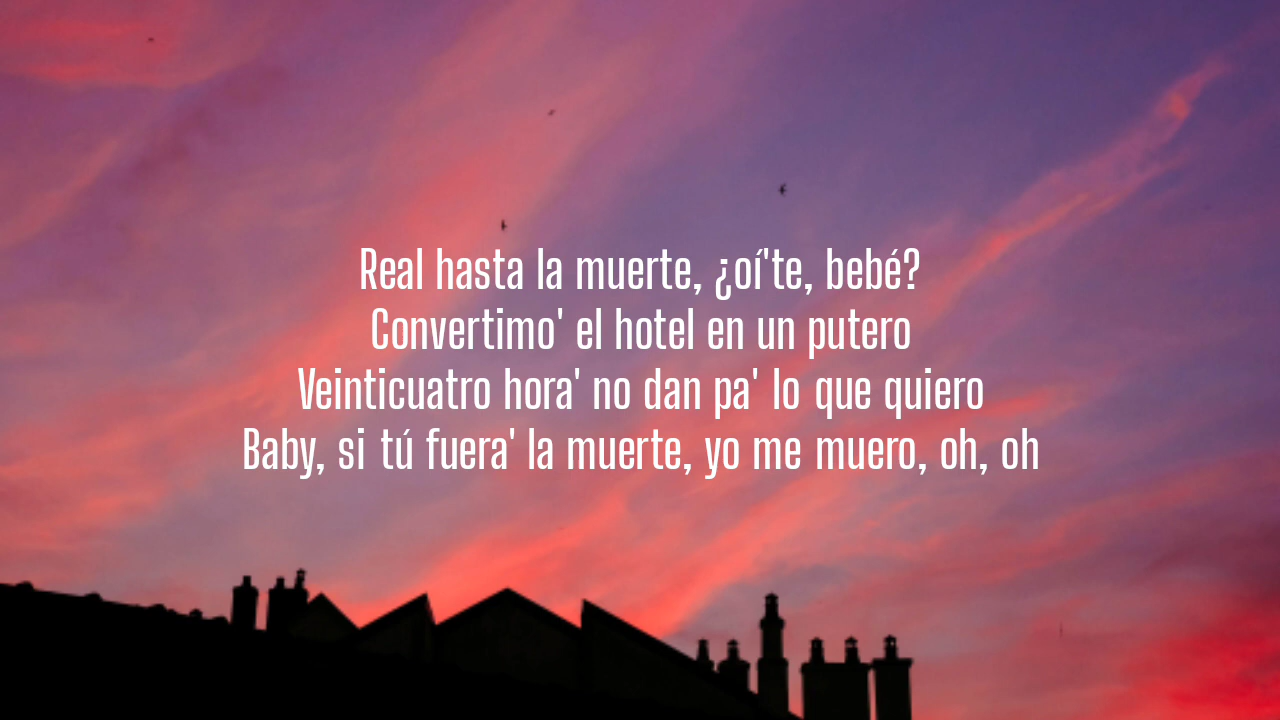 Real hasta la muerte, ¿oí'te, bebé?
Convertimo' el hotel en un putero
Veinticuatro hora' no dan pa' lo que quiero
Baby, si tú fuera' la muerte, yo me muero, oh, oh